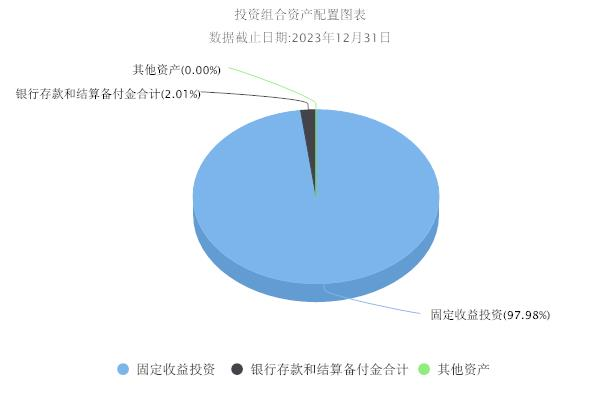 投资组合资产配置图表
数据截止日期:2023年12月31日
其他资产(0.00%)
银行存款和结算备付金合计(2.01%)
固定收益投资(97.98%)
固定收益投资 银行存款和结算备付金合计 其他资产